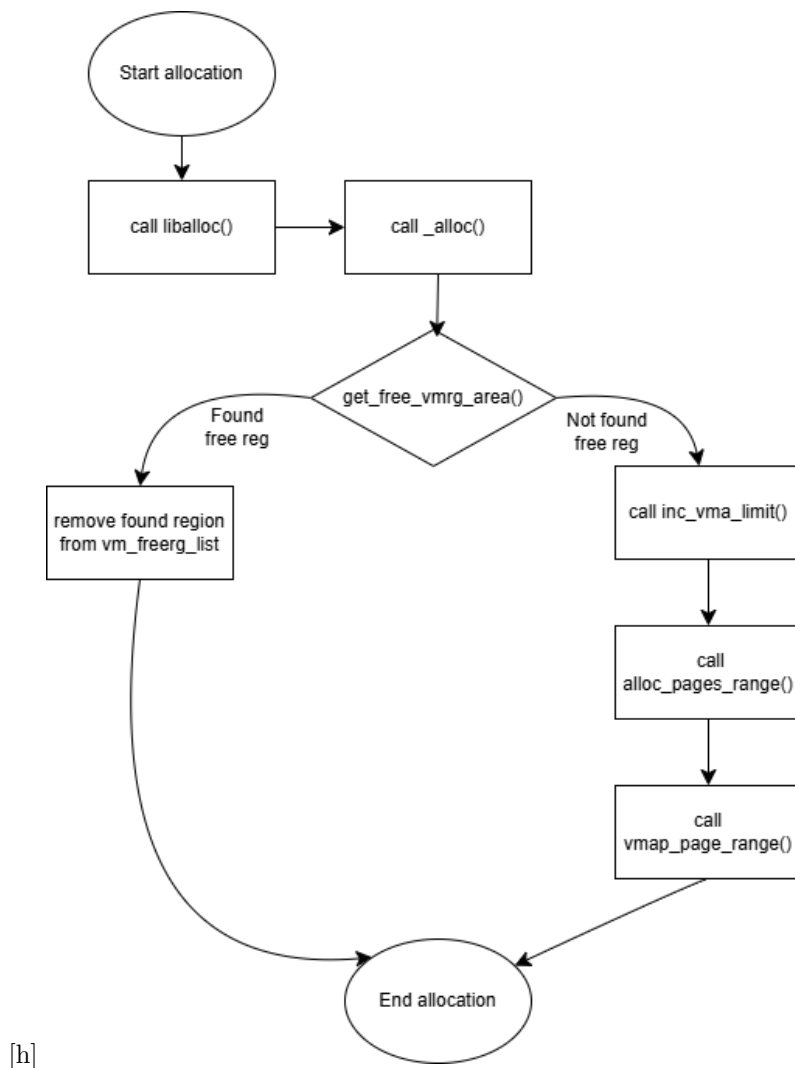 Start allocation
call liballoc()
call _alloc()
get_free_vmrg_area()
Found
free reg
Not found
free reg
remove found region
from vm_freerg_list
call inc_vma_limit()
call
alloc_pages_range()
call
vmap_page_range()
End allocation
[h]